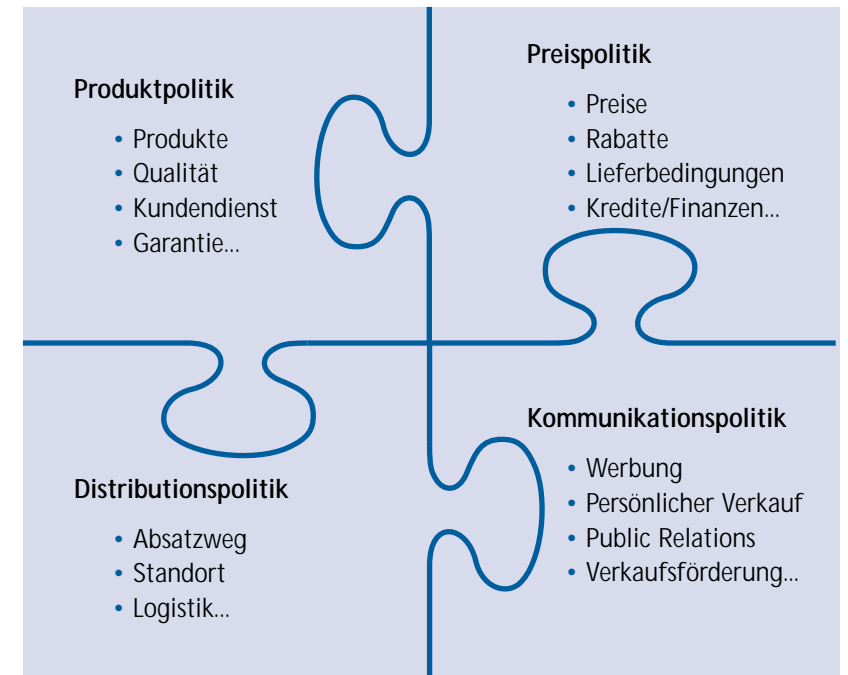 Produktpolitik
• Produkte
• Qualität
• Kundendienst
• Garantie...
Preispolitik
• Preise
• Rabatte
• Lieferbedingungen
• Kredite/Finanzen...
Distributionspolitik
• Absatzweg
• Standort
• Logistik...
Kommunikationspolitik
• Werbung
• Persönlicher Verkauf
• Public Relations
• Verkaufsförderung...